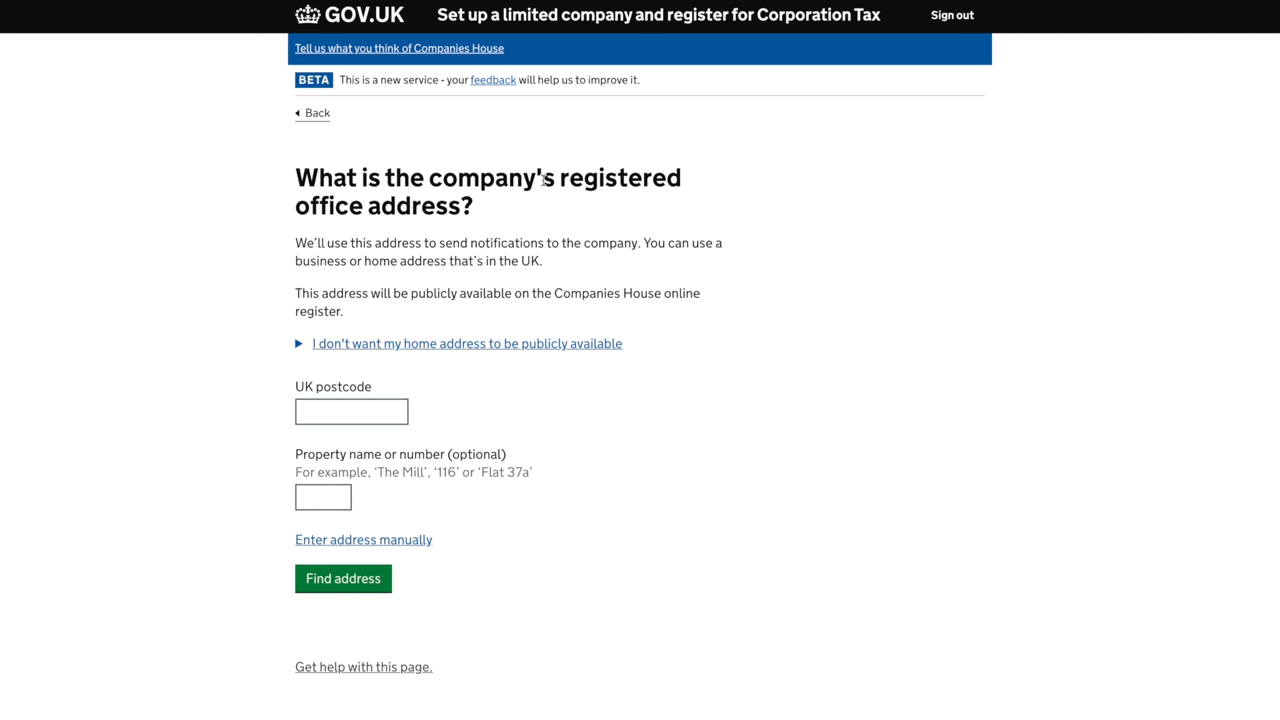 GOV.UK Set up a limited company and register for Corporation Tax Sign out
Tell us what you think of Companies House
BETA This is a new service - your feedback will help us to improve it.
Back
What is the company's registered
office address?
We'll use this address to send notifications to the company. You can use a
business or home address that's in the UK.
This address will be publicly available on the Companies House online
register.
I don't want my home address to be publicly available
UK postcode
Property name or number (optional)
For example, 'The Mill', '116' or 'Flat 37a'
Enter address manually
Find address
Get help with this page.